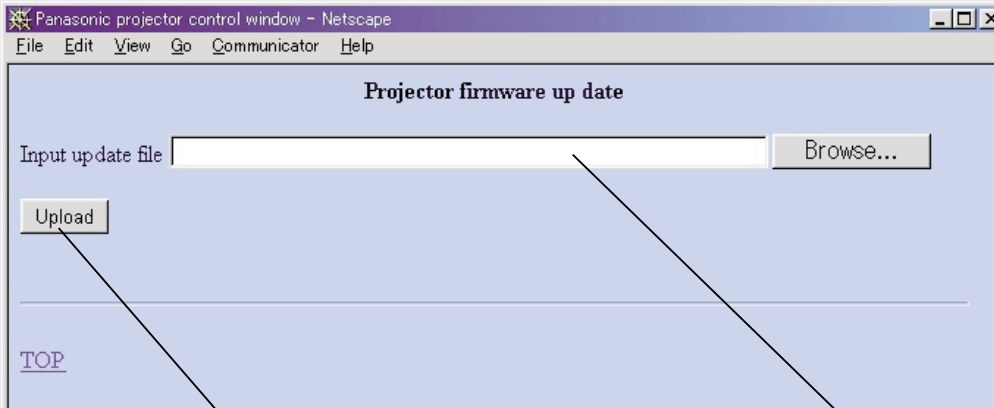 Panasonic projector control window - Netscape
File Edit View Go Communicator Help
Projector firmware up date
Input update file Browse...
Upload
TOP